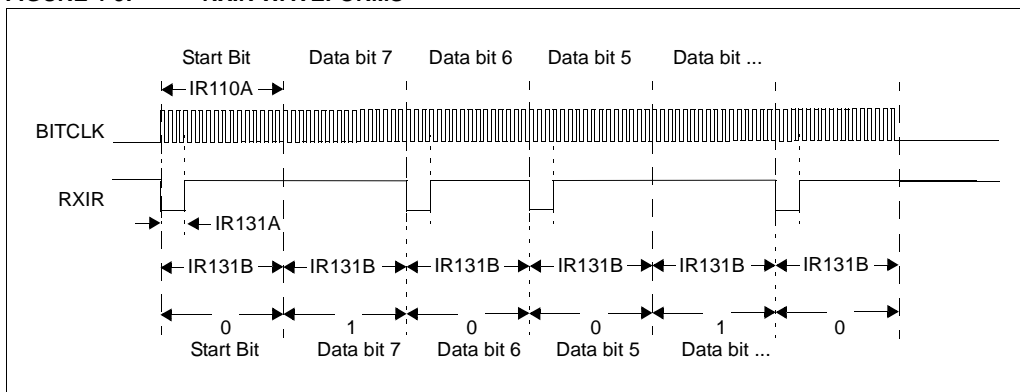 Start Bit Data bit 7 Data bit 6 Data bit 5 Data bit ...
IR110A
BITCLK
RXIR
IR131A
IR131B IR131B IR131B IR131B IR131B IR131B
0 1 0 0 1 0
Start Bit Data bit 7 Data bit 6 Data bit 5 Data bit ...